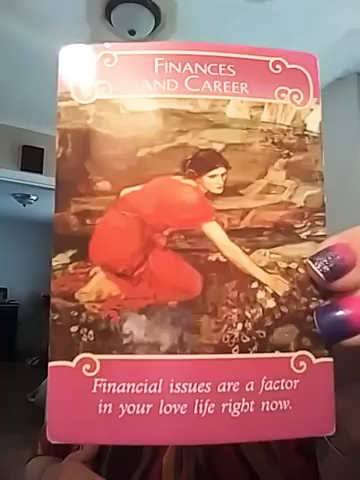 FINANCES
AND CAREER
Financial issues are a factor
in your love life right now.